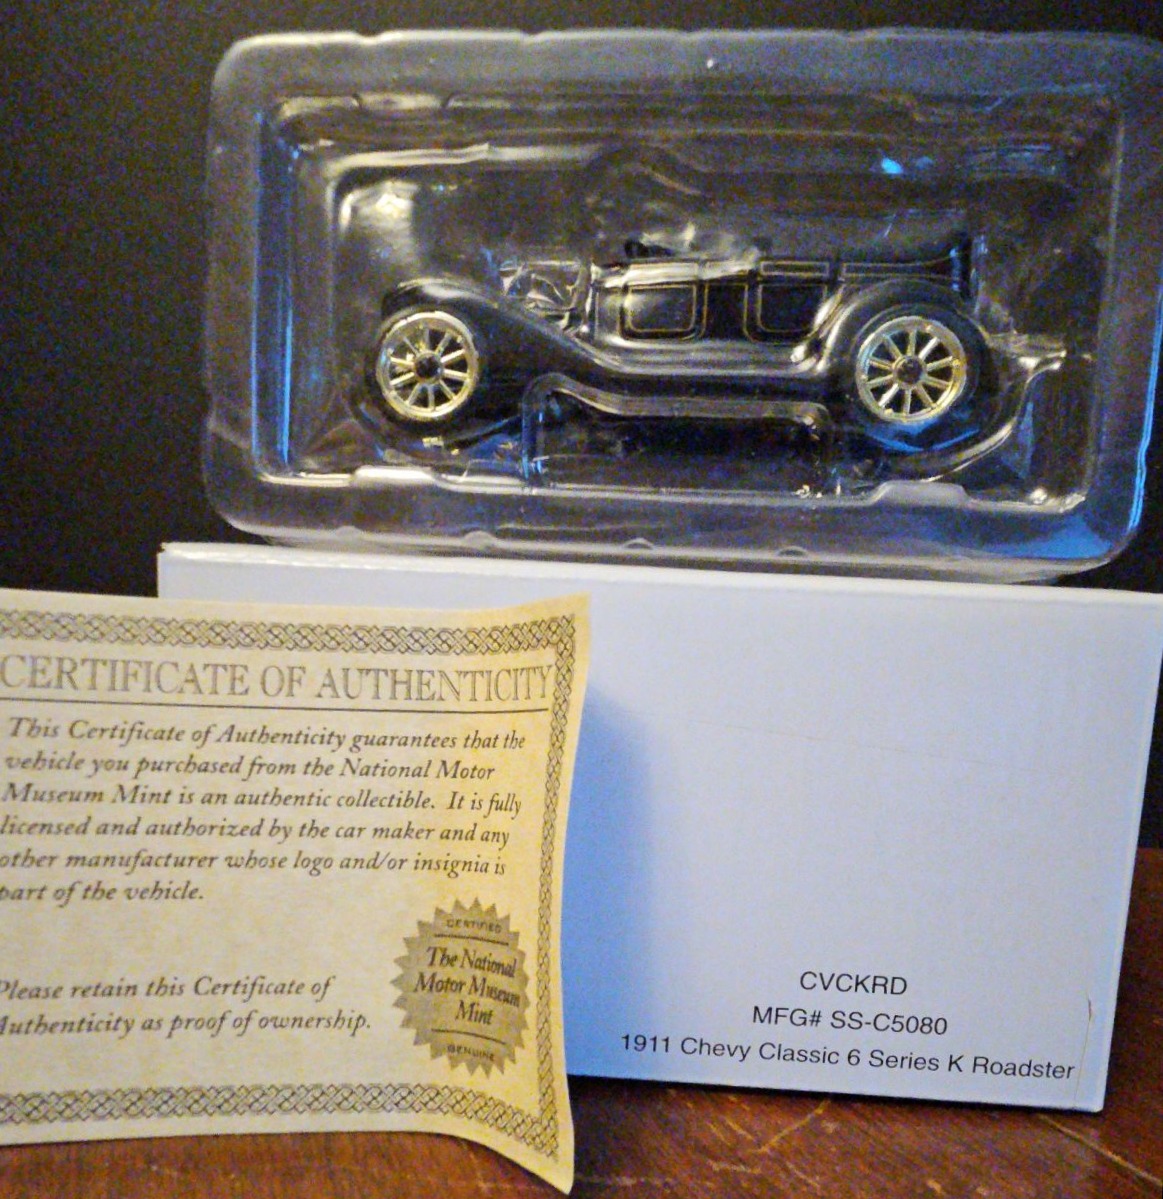 CERTIFICATE OF AUTHENTICITY
This Certificate of Authenticity guarantees that the
vehicle you purchased from the National Motor
Museum Mint is an authentic collectible. It is fully
licensed and authorized by the car maker and any
other manufacturer whose logo and/or insignia is
part of the vehicle.
Please retain this Certificate of
Authenticity as proof of ownership.
CERTIFIED
The National
Motor Museum
Mint
GENUINE
CVCKRD
MFG# SS-C5080
1911 Chevy Classic 6 Series K Roadster